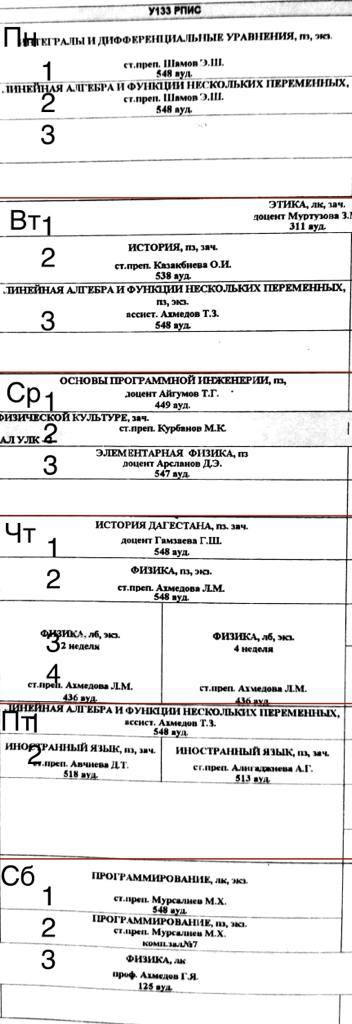 У133 РПИС
Пн
ИНТЕГРАЛЫ И ДИФФЕРЕНЦИАЛЬНЫЕ УРАВНЕНИЯ, пз, экз.
1
ст.преп. Шамов Э.Ш.
548 ауд.
ЛИНЕЙНАЯ АЛГЕБРА И ФУНКЦИИ НЕСКОЛЬКИХ ПЕРЕМЕННЫХ,
2
ст.преп. Шамов Э.Ш.
548 ауд.
3
ЭТИКА, лк, зач.
Вт
1
доцент Муртузова З.М
311 ауд.
2
ИСТОРИЯ, пз, зач.
ст.преп. Казакбиева О.И.
538 ауд.
ЛИНЕЙНАЯ АЛГЕБРА И ФУНКЦИИ НЕСКОЛЬКИХ ПЕРЕМЕННЫХ,
пз, экз.
3
ассист. Ахмедов Т.З.
548 ауд.
Ср
ОСНОВЫ ПРОГРАММНОЙ ИНЖЕНЕРИИ, пз,
1
доцент Айгумов Т.Г.
449 ауд.
ФИЗИЧЕСКОЙ КУЛЬТУРЕ, зач.
2
ст.преп. Курбанов М.К.
АЛ УЛК
3
ЭЛЕМЕНТАРНАЯ ФИЗИКА, пз
доцент Арсланов Д.Э.
547 ауд.
Чт
ИСТОРИЯ ДАГЕСТАНА, пз. зач.
1
доцент Гамзаева Г.Ш.
548 ауд.
2
ФИЗИКА, пз, экз.
ст.преп. Ахмедова Л.М.
548 ауд.
3
ФИЗИКА, лб, экз.
2 неделя
4
ст.преп. Ахмедова Л.М.
436 ауд.
ФИЗИКА, лб, экз.
4 неделя
ст.преп. Ахмедова Л.М.
436 ауд.
Пт
1
ЛИНЕЙНАЯ АЛГЕБРА И ФУНКЦИИ НЕСКОЛЬКИХ ПЕРЕМЕННЫХ,
ассист. Ахмедов Т.З.
548 ауд.
2
ИНОСТРАННЫЙ ЯЗЫК, пз, зач.
ст.преп. Авчиева Д.Т.
518 ауд.
ИНОСТРАННЫЙ ЯЗЫК, пз, зач.
ст.преп. Алигаджиева А.Г.
513 ауд.
Сб
ПРОГРАММИРОВАНИЕ, лк, экз.
1
ст.преп. Мурсалиев М.Х.
548 ауд.
2
ПРОГРАММИРОВАНИЕ, пз, экз.
ст.преп. Мурсалиев М.Х.
комп.зал№7
3
ФИЗИКА, лк
проф. Ахмедов Г.Я.
125 ауд.